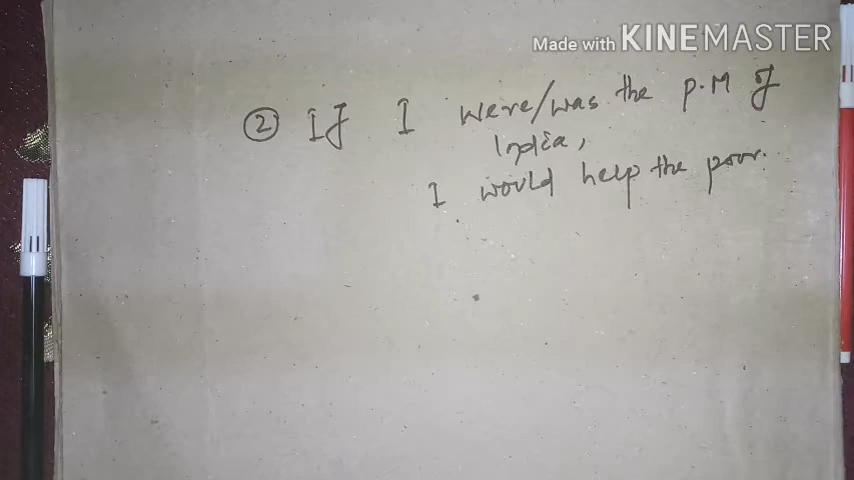 Made with KINEMASTER
② If I were/was the P.M of
India,
I would help the poor.